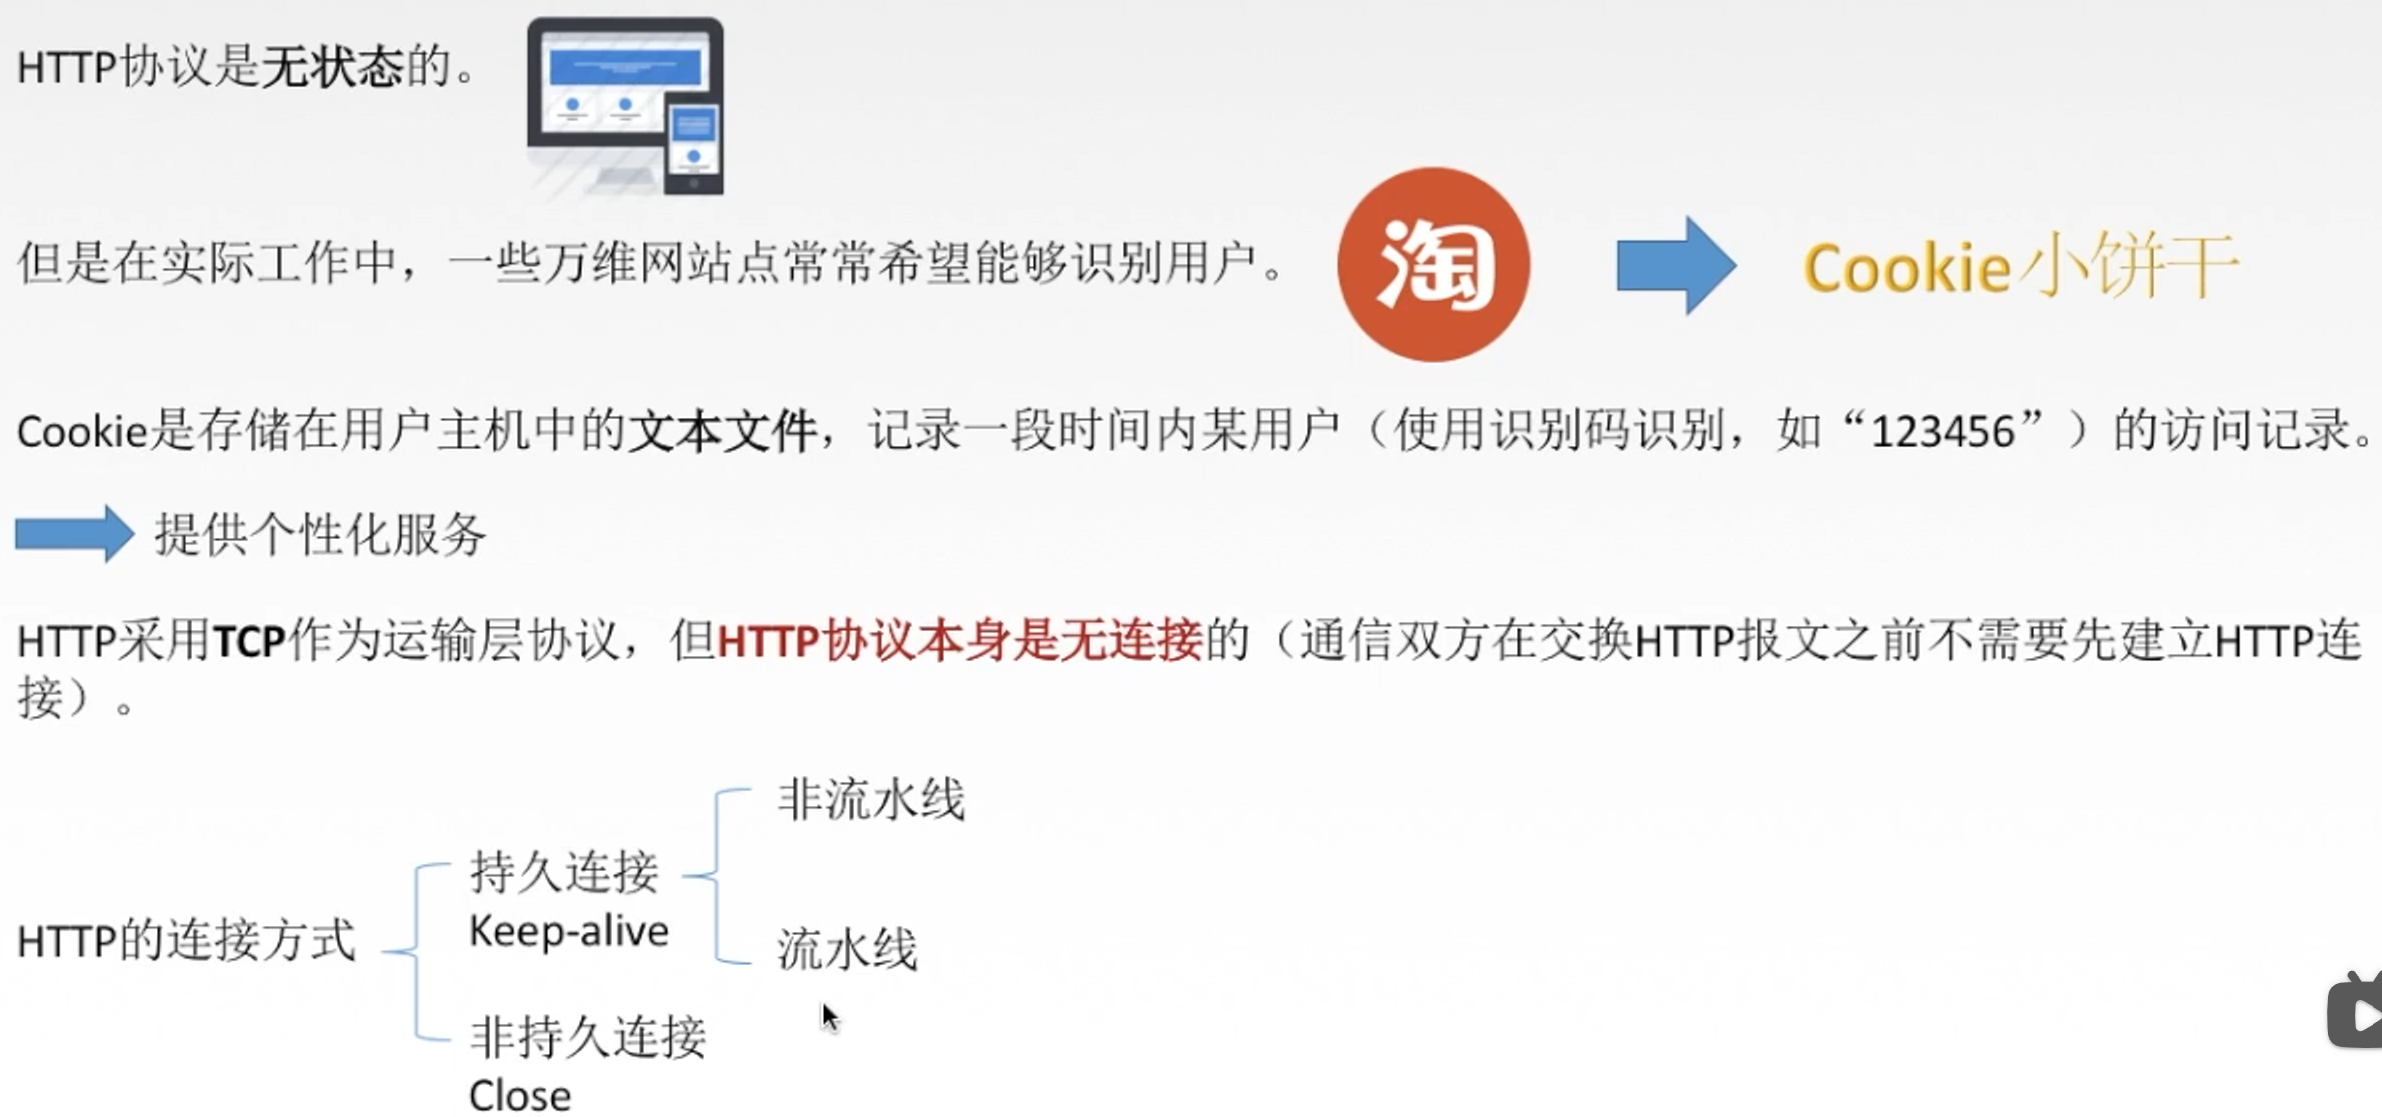 HTTP协议是无状态的。
但是在实际工作中，一些万维网站点常常希望能够识别用户。
淘
Cookie小饼干
Cookie是存储在用户主机中的文本文件，记录一段时间内某用户（使用识别码识别，如“123456”）的访问记录。
提供个性化服务
HTTP采用TCP作为运输层协议，但HTTP协议本身是无连接的（通信双方在交换HTTP报文之前不需要先建立HTTP连
接）。
HTTP的连接方式
持久连接
Keep-alive
非流水线
流水线
非持久连接
Close